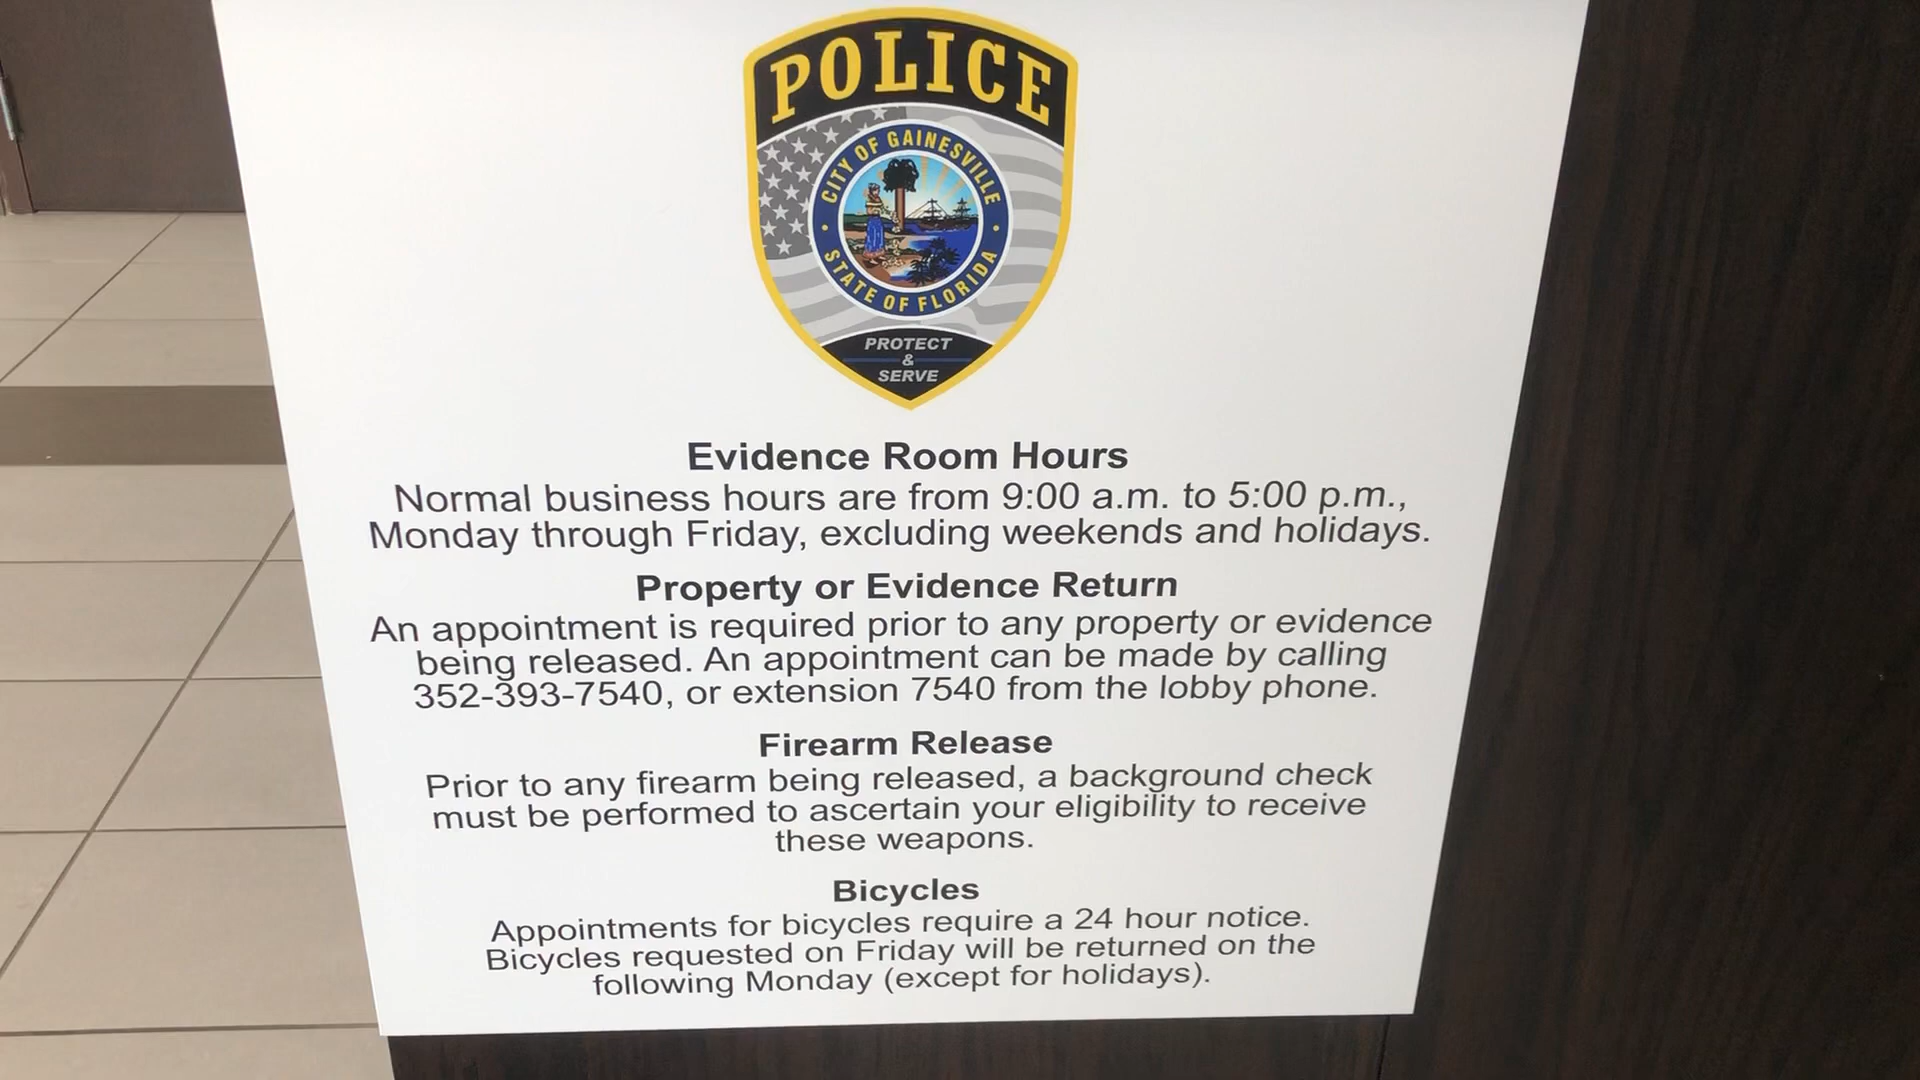 POLICE
CITY OF GAINESVILLE
STATE OF FLORIDA
PROTECT
&
SERVE
Evidence Room Hours
Normal business hours are from 9:00 a.m. to 5:00 p.m.,
Monday through Friday, excluding weekends and holidays.
Property or Evidence Return
An appointment is required prior to any property or evidence
being released. An appointment can be made by calling
352-393-7540, or extension 7540 from the lobby phone.
Firearm Release
Prior to any firearm being released, a background check
must be performed to ascertain your eligibility to receive
these weapons.
Bicycles
Appointments for bicycles require a 24 hour notice.
Bicycles requested on Friday will be returned on the
following Monday (except for holidays).